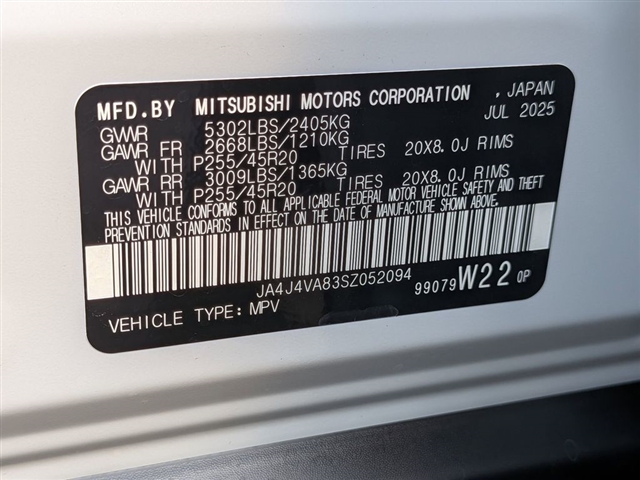 MFD.BY MITSUBISHI MOTORS CORPORATION , JAPAN
JUL 2025
GVWR 5302LBS/2405KG
GAWR FR 2668LBS/1210KG
WITH P255/45R20 TIRES 20X8.0J RIMS
GAWR RR 3009LBS/1365KG
WITH P255/45R20 TIRES 20X8.0J RIMS
THIS VEHICLE CONFORMS TO ALL APPLICABLE FEDERAL MOTOR VEHICLE SAFETY AND THEFT
PREVENTION STANDARDS IN EFFECT ON THE DATE OF MANUFACTURE SHOWN ABOVE.
JA4J4VA83SZ052094
99079 W22 0P
VEHICLE TYPE: MPV